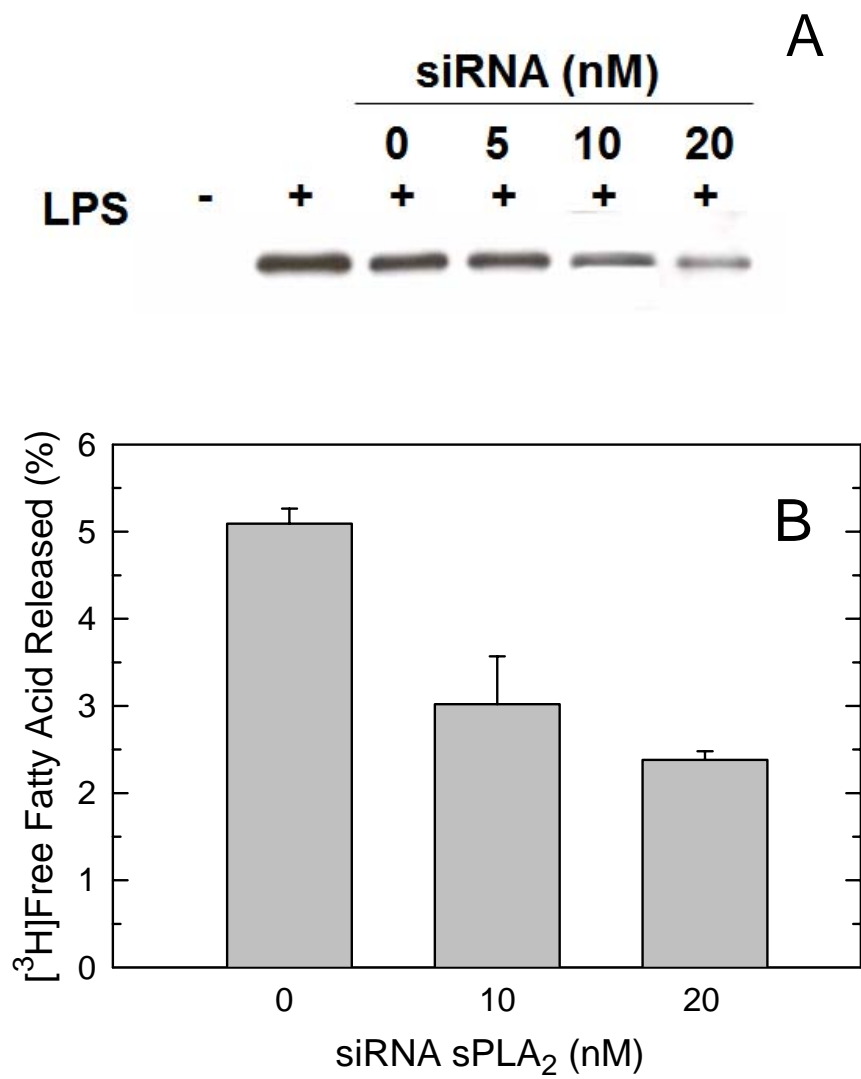 A
siRNA (nM)
0 5 10 20
LPS - + + + + +
B
[³H]Free Fatty Acid Released (%)
6
5
4
3
2
1
0
0 10 20
siRNA sPLA₂ (nM)